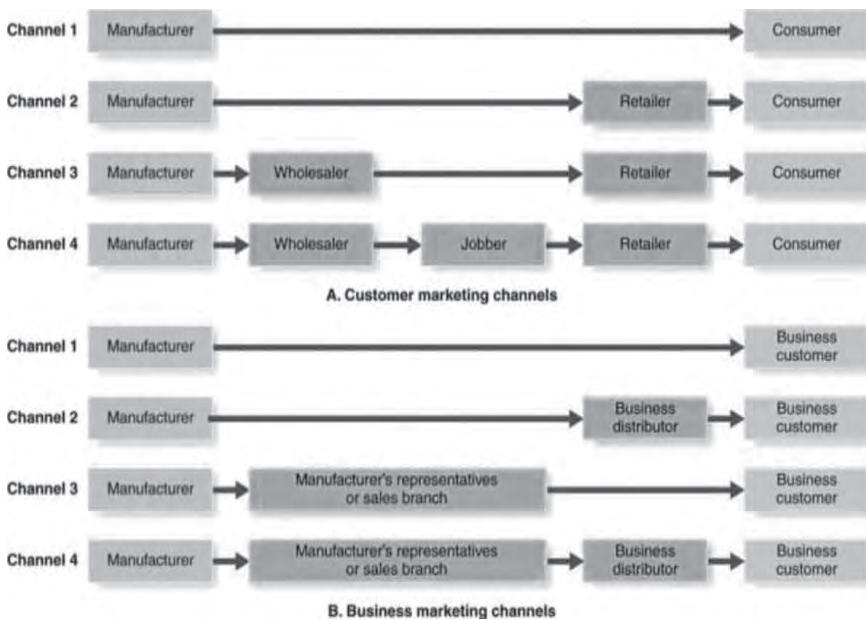 Channel 1 Manufacturer Consumer
Channel 2 Manufacturer Retailer Consumer
Channel 3 Manufacturer Wholesaler Retailer Consumer
Channel 4 Manufacturer Wholesaler Jobber Retailer Consumer
A. Customer marketing channels
Channel 1 Manufacturer Business
customer
Channel 2 Manufacturer Business
distributor
Business
customer
Channel 3 Manufacturer Manufacturer's representatives
or sales branch
Business
customer
Channel 4 Manufacturer Manufacturer's representatives
or sales branch
Business
distributor
Business
customer
B. Business marketing channels